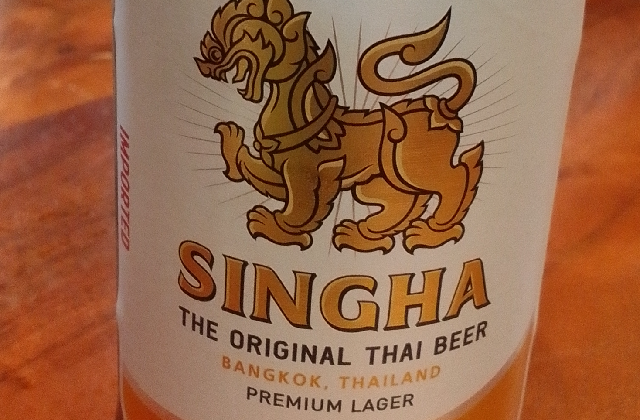 IMPORTED
SINGHA
THE ORIGINAL THAI BEER
BANGKOK, THAILAND
PREMIUM LAGER